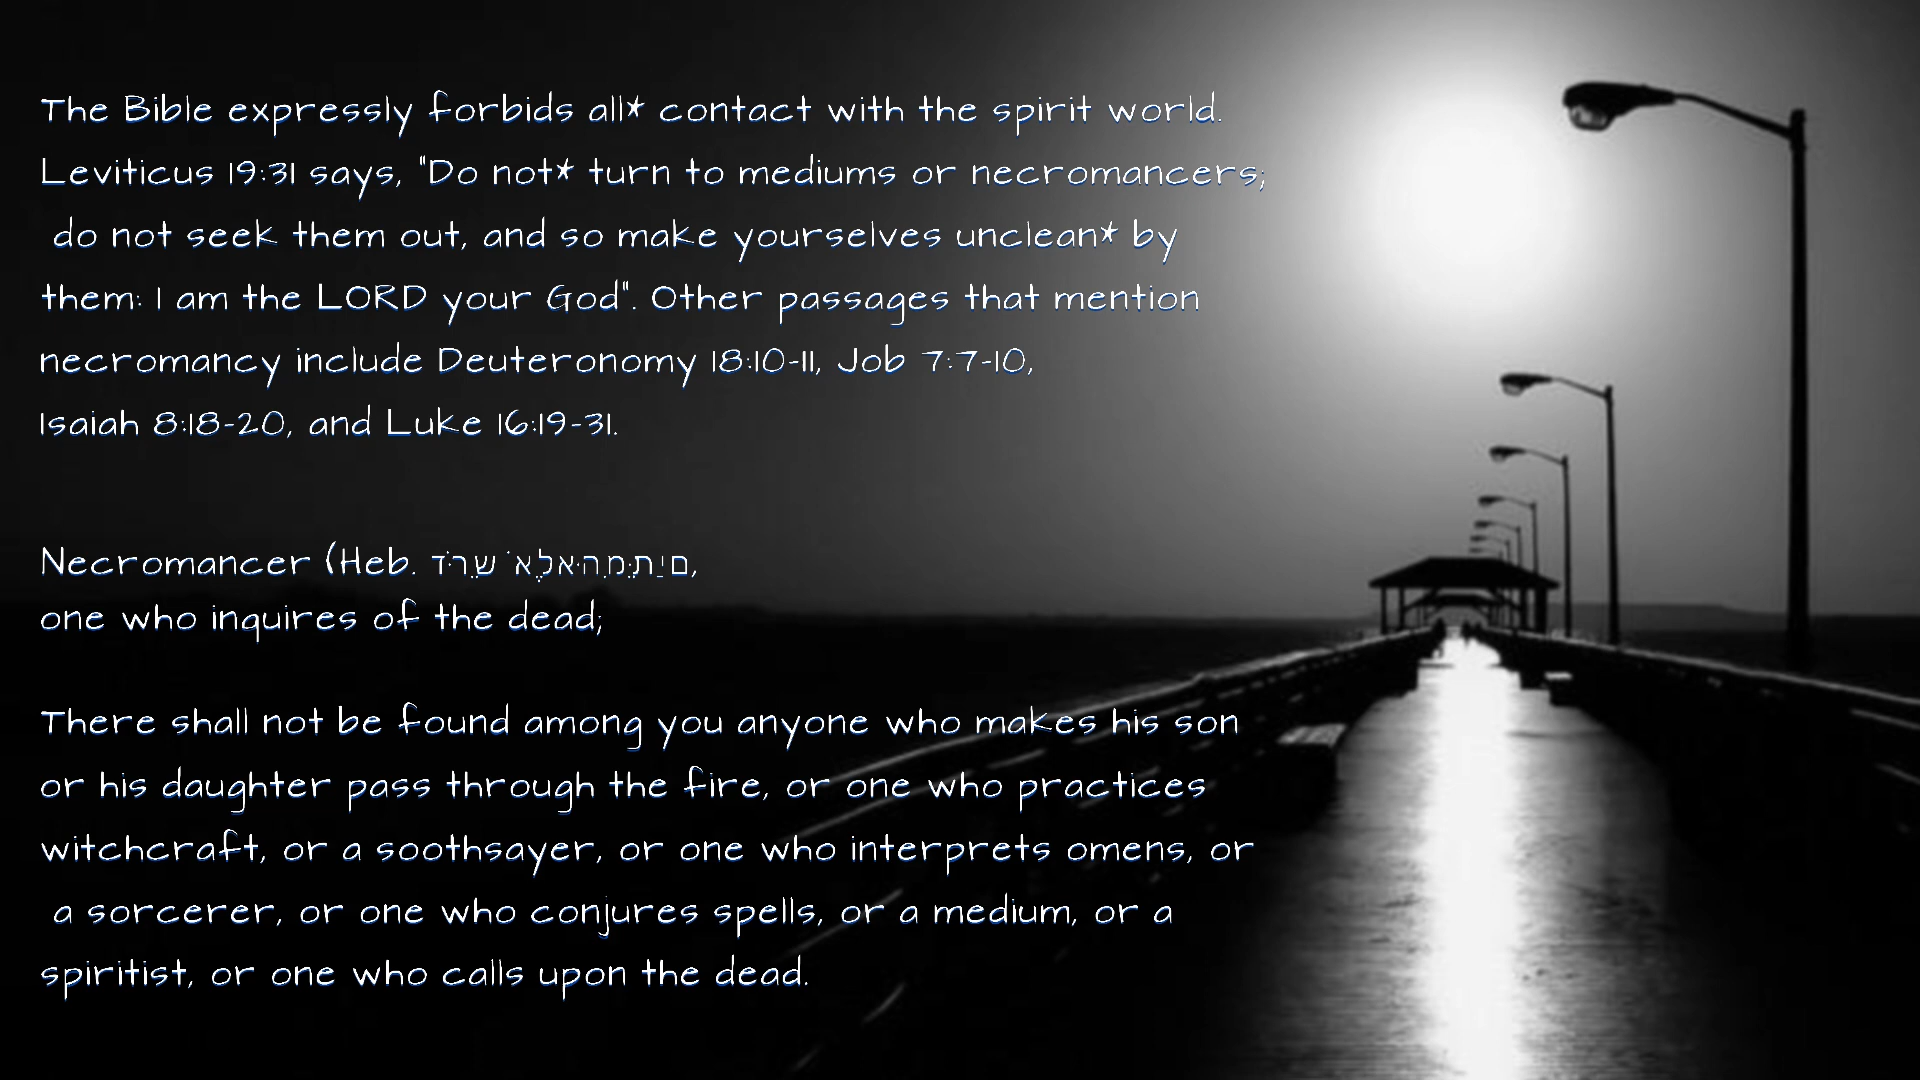 The Bible expressly forbids all* contact with the spirit world.
Leviticus 19:31 says, "Do not* turn to mediums or necromancers;
do not seek them out, and so make yourselves unclean* by
them: I am the LORD your God". Other passages that mention
necromancy include Deuteronomy 18:10-11, Job 7:7-10,
Isaiah 8:18-20, and Luke 16:19-31.
Necromancer (Heb.
one who inquires of the dead;
There shall not be found among you anyone who makes his son
or his daughter pass through the fire, or one who practices
witchcraft, or a soothsayer, or one who interprets omens, or
a sorcerer, or one who conjures spells, or a medium, or a
spiritist, or one who calls upon the dead.